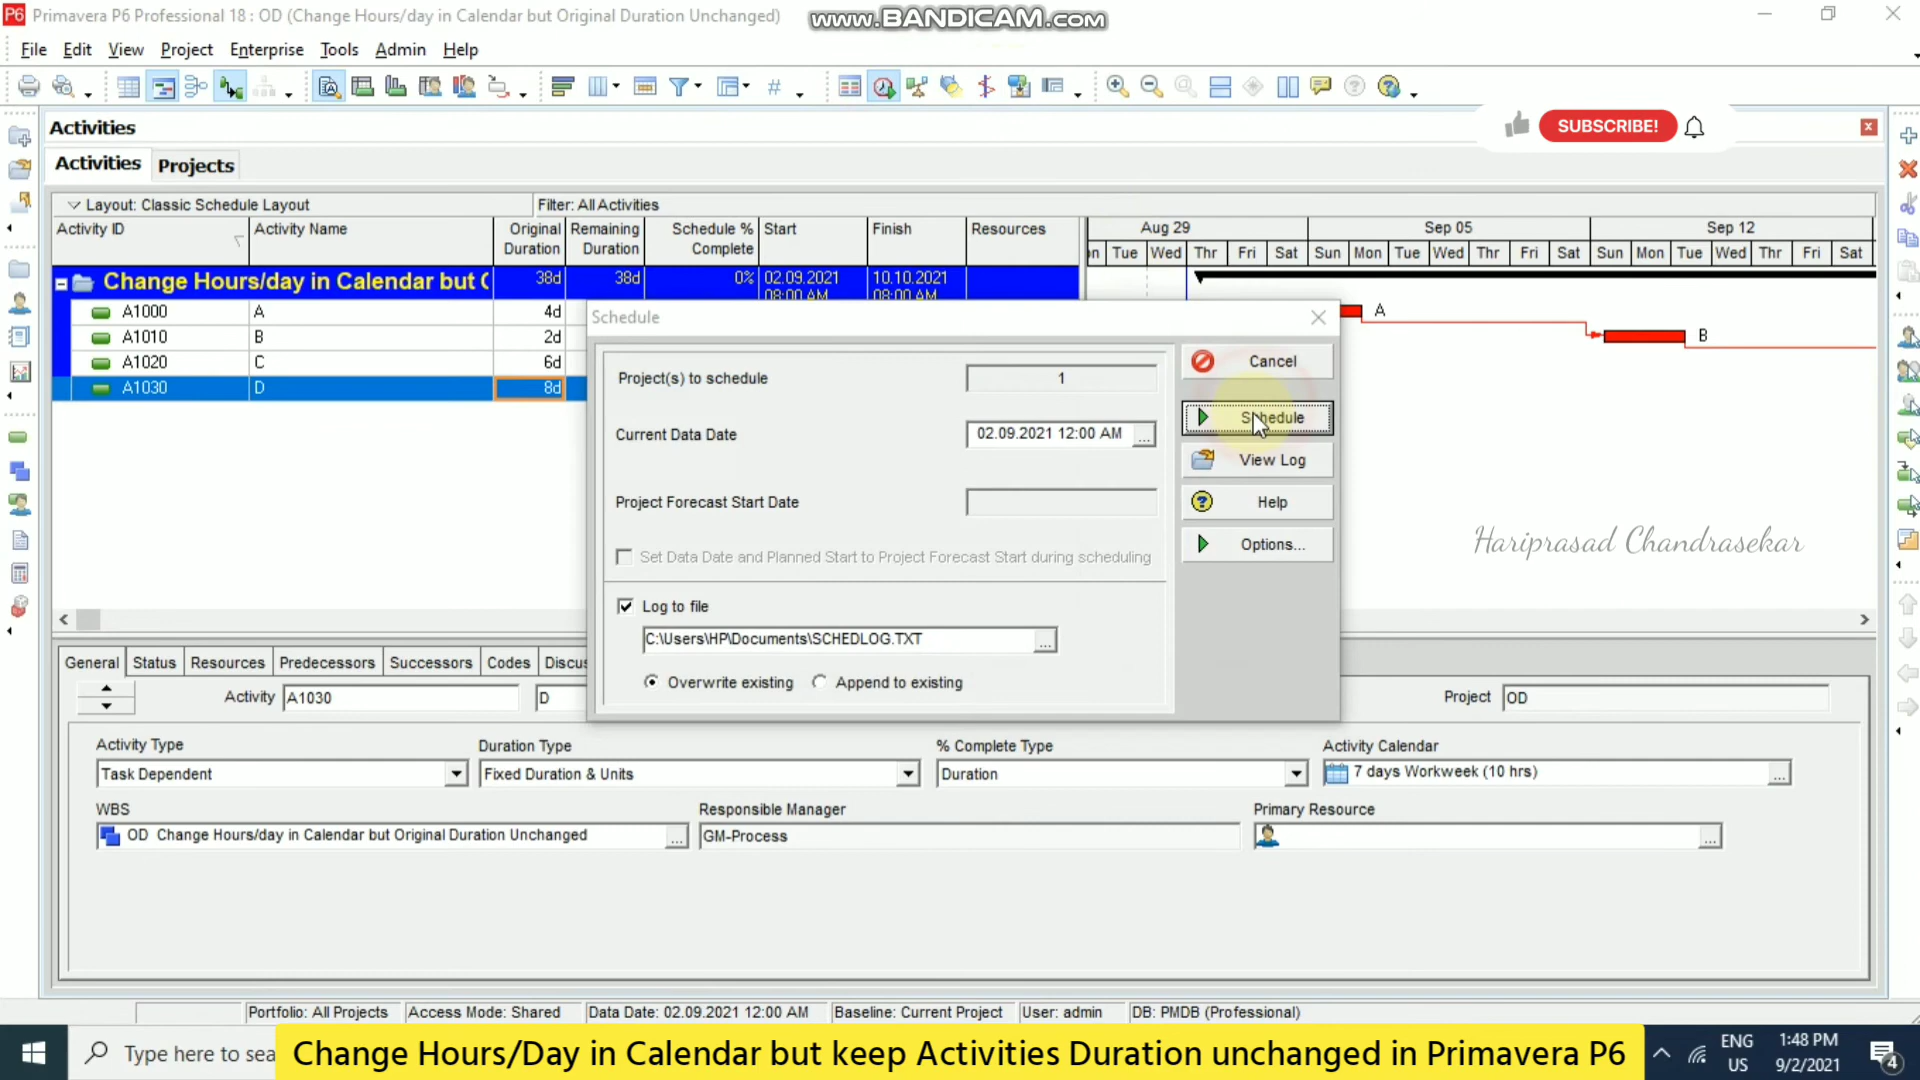 P6 Primavera P6 Professional 18 : OD (Change Hours/day in Calendar but Original Duration Unchanged)
www.BANDICAM.com
File Edit View Project Enterprise Tools Admin Help
Activities
SUBSCRIBE!
Activities Projects
Layout: Classic Schedule Layout Filter: All Activities
Activity ID Activity Name Original Duration Remaining Duration Schedule % Complete Start Finish Resources
Aug 29 Sep 05 Sep 12
Tue Wed Thr Fri Sat Sun Mon Tue Wed Thr Fri Sat Sun Mon Tue Wed Thr Fri Sat
Change Hours/day in Calendar but 38d 38d 0% 02.09.2021 08:00 AM 10.10.2021 08:00 AM
A1000 A 4d A
A1010 B 2d B
A1020 C 6d
A1030 D 8d
Schedule
Project(s) to schedule 1
Current Data Date 02.09.2021 12:00 AM ...
Project Forecast Start Date
Set Data Date and Planned Start to Project Forecast Start during scheduling
Log to file
C:\Users\HP\Documents\SCHEDLOG.TXT ...
Overwrite existing Append to existing
Cancel
Schedule
View Log
Help
Options...
Hariprasad Chandrasekar
General Status Resources Predecessors Successors Codes Discus
Activity A1030 D Project OD
Activity Type Duration Type % Complete Type Activity Calendar
Task Dependent Fixed Duration & Units Duration 7 days Workweek (10 hrs) ...
WBS Responsible Manager Primary Resource
OD Change Hours/day in Calendar but Original Duration Unchanged ... GM-Process ...
Portfolio: All Projects Access Mode: Shared Data Date: 02.09.2021 12:00 AM Baseline: Current Project User: admin DB: PMDB (Professional)
Type here to sea
Change Hours/Day in Calendar but keep Activities Duration unchanged in Primavera P6
ENG US
1:48 PM
9/2/2021
4